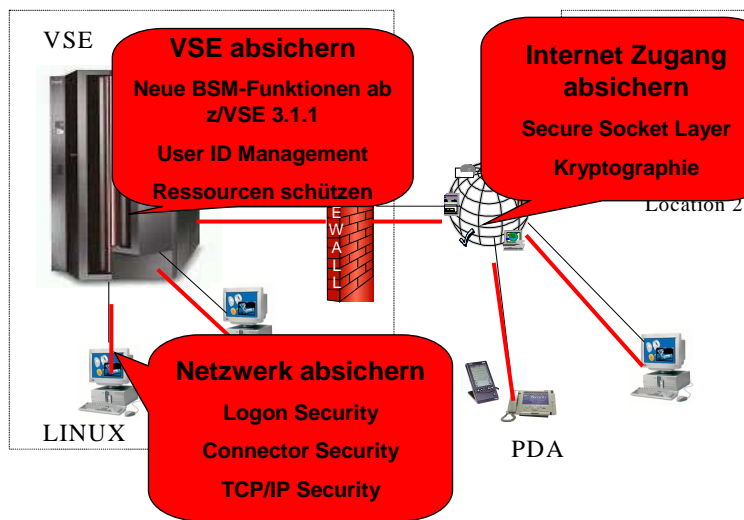 VSE
VSE absichern
Neue BSM-Funktionen ab
z/VSE 3.1.1
User ID Management
Ressourcen schützen
Internet Zugang
absichern
Secure Socket Layer
Kryptographie
Location 2
EWALL
Netzwerk absichern
Logon Security
Connector Security
TCP/IP Security
LINUX
PDA